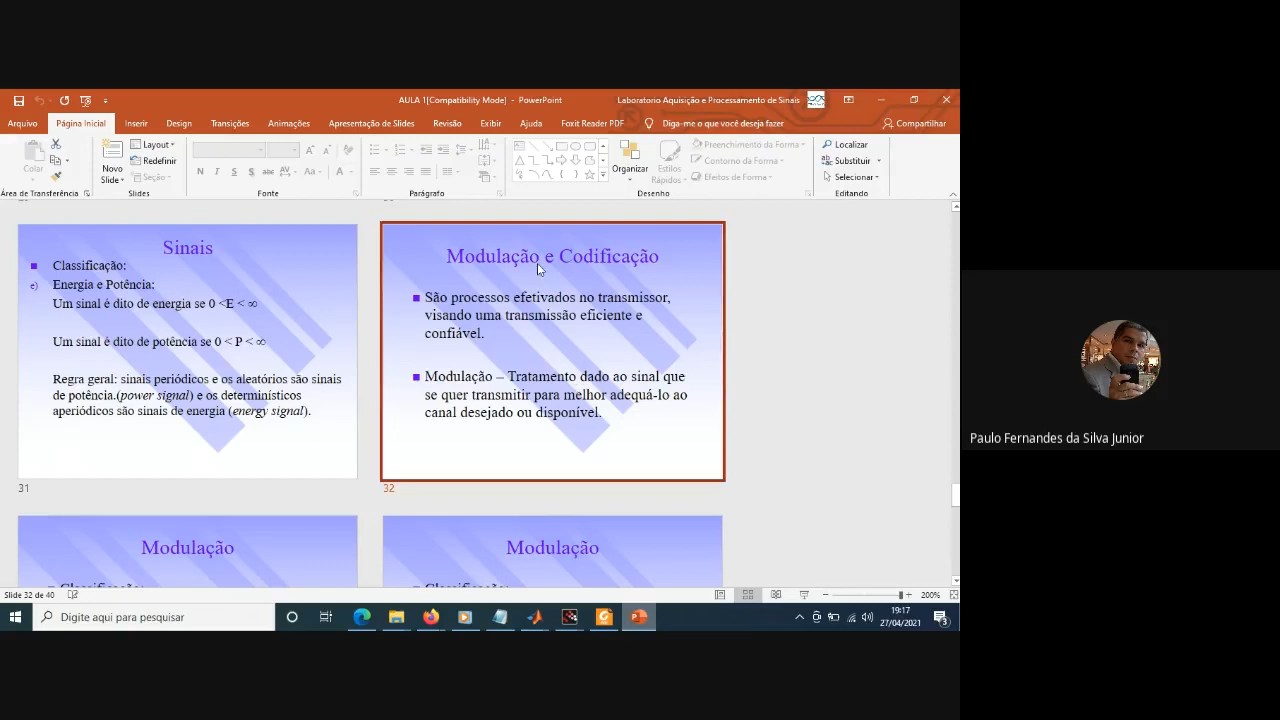 AULA 1[Compatibility Mode] - PowerPoint
Laboratorio Aquisição e Processamento de Sinais
Arquivo
Página Inicial
Inserir
Design
Transições
Animações
Apresentação de Slides
Revisão
Exibir
Ajuda
Foxit Reader PDF
Diga-me o que você deseja fazer
Compartilhar
Colar
Novo
Slide
Layout
Redefinir
Seção
N I S S abc AV Aa A
Organizar
Estilos
Rápidos
Preenchimento da Forma
Contorno da Forma
Efeitos de Forma
Localizar
Substituir
Selecionar
Área de Transferência
Slides
Fonte
Parágrafo
Desenho
Editando
Sinais
Classificação:
e) Energia e Potência:
Um sinal é dito de energia se 0 <E < ∞
Um sinal é dito de potência se 0 < P < ∞
Regra geral: sinais periódicos e os aleatórios são sinais
de potência.(power signal) e os determinísticos
aperiódicos são sinais de energia (energy signal).
31
Modulação e Codificação
São processos efetivados no transmissor,
visando uma transmissão eficiente e
confiável.
Modulação – Tratamento dado ao sinal que
se quer transmitir para melhor adequá-lo ao
canal desejado ou disponível.
32
Modulação
Classificação:
Modulação
Classificação:
Slide 32 de 40
200%
Digite aqui para pesquisar
19:17
27/04/2021
3
Paulo Fernandes da Silva Junior